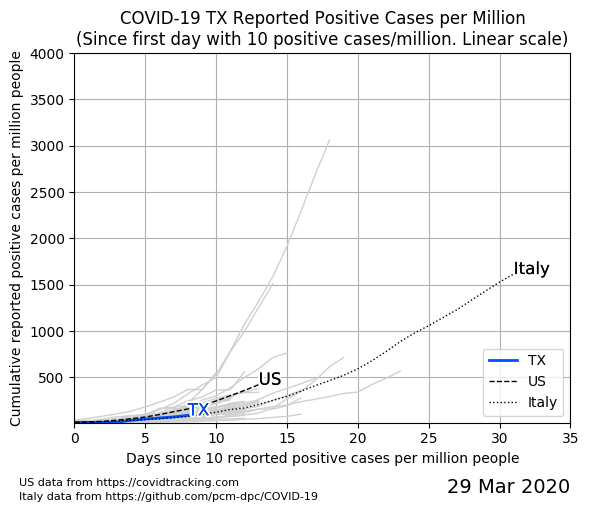 COVID-19 TX Reported Positive Cases per Million
(Since first day with 10 positive cases/million. Linear scale)
Cumulative reported positive cases per million people
4000
3500
3000
2500
2000
1500
1000
500
Italy
US
TX
TX
US
Italy
0 5 10 15 20 25 30 35
Days since 10 reported positive cases per million people
US data from https://covidtracking.com
Italy data from https://github.com/pcm-dpc/COVID-19
29 Mar 2020